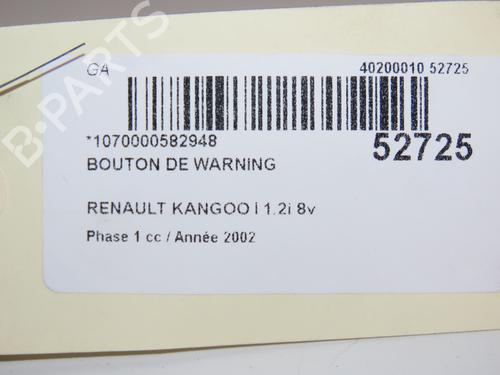 GA 40200010 52725
*1070000582948 52725
BOUTON DE WARNING
RENAULT KANGOO I 1.2i 8v
Phase 1 cc / Année 2002
B-PARTS